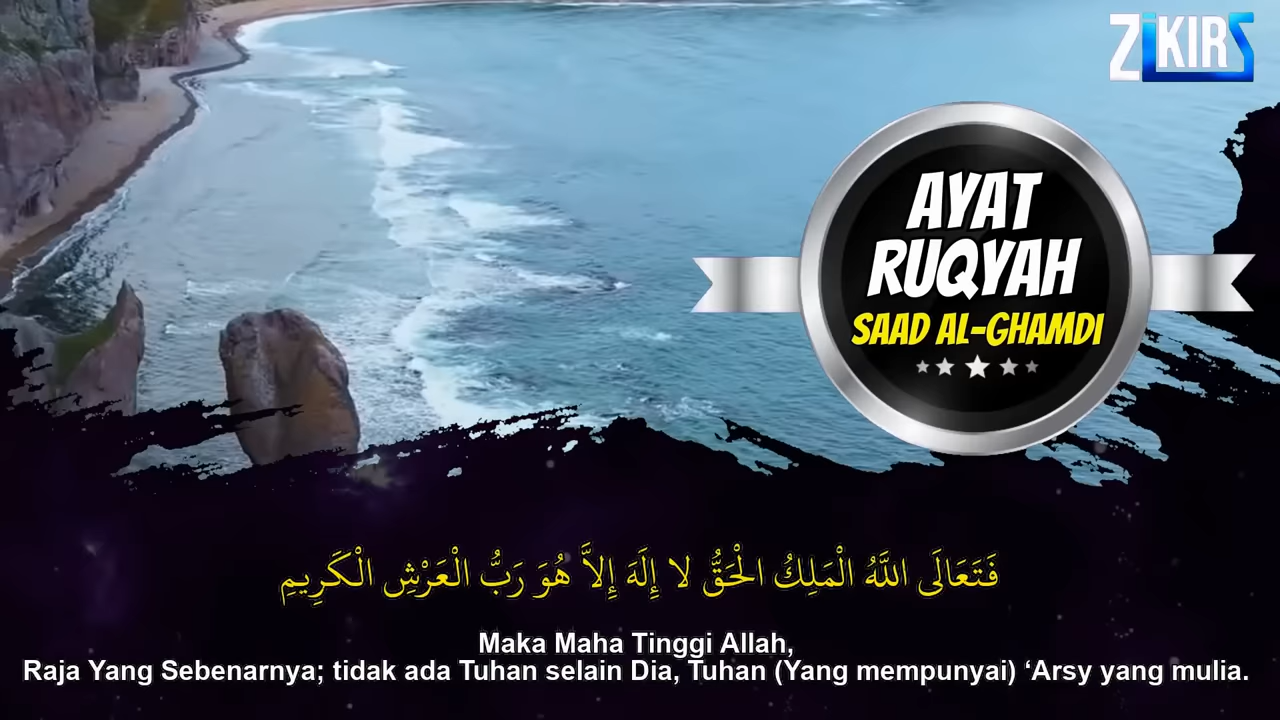 ZIKIRS
AYAT
RUQYAH
SAAD AL-GHAMDI
فَتَعَالَى اللَّهُ الْمَلِكُ الْحَقُّ لا إِلَهَ إِلاَّ هُوَ رَبُّ الْعَرْشِ الْكَرِيمِ
Maka Maha Tinggi Allah,
Raja Yang Sebenarnya; tidak ada Tuhan selain Dia, Tuhan (Yang mempunyai) ‘Arsy yang mulia.